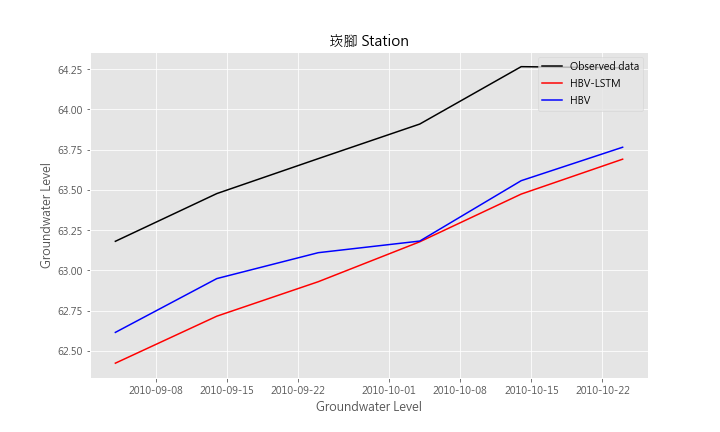 崁腳 Station
Observed data
HBV-LSTM
HBV
Groundwater Level
64.25
64.00
63.75
63.50
63.25
63.00
62.75
62.50
2010-09-08 2010-09-15 2010-09-22 2010-10-01 2010-10-08 2010-10-15 2010-10-22
Groundwater Level